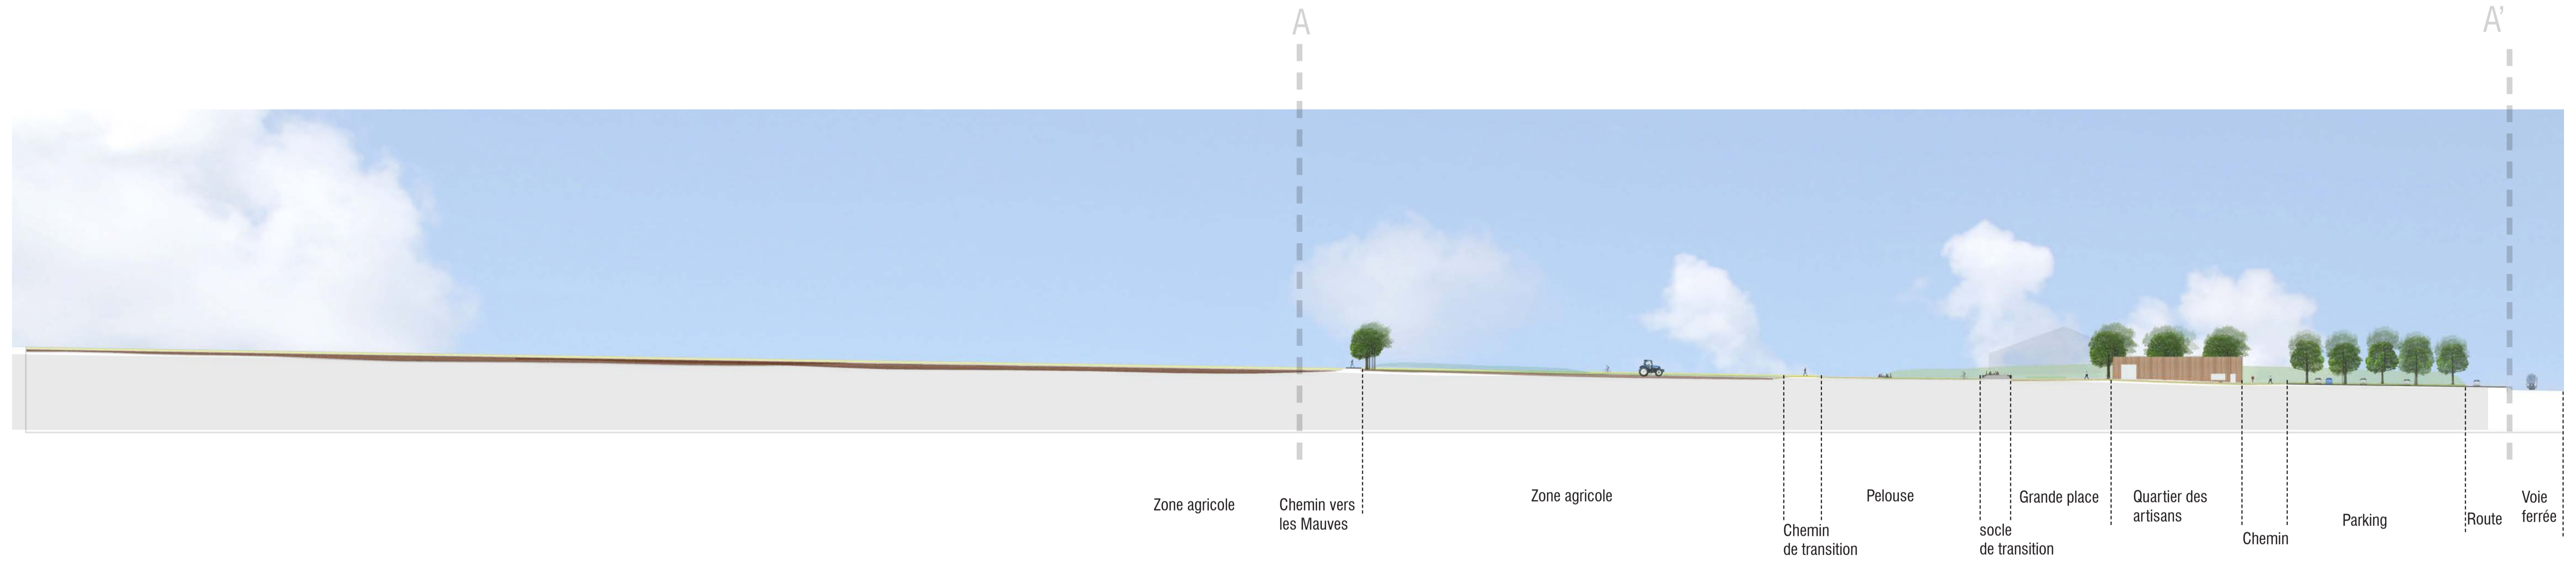 A
A'
Zone agricole
Chemin vers
les Mauves
Zone agricole
Chemin
de transition
Pelouse
socle
de transition
Grande place
Quartier des
artisans
Chemin
Parking
Route
Voie
ferrée